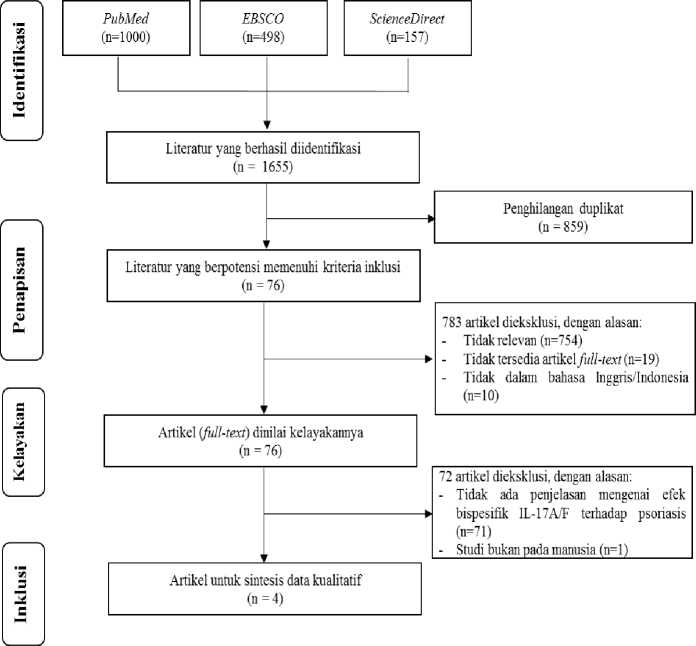 Identifikasi
PubMed
(n=1000)
EBSCO
(n=498)
ScienceDirect
(n=157)
Literatur yang berhasil diidentifikasi
(n = 1655)
Penghilangan duplikat
(n = 859)
Penapisan
Literatur yang berpotensi memenuhi kriteria inklusi
(n = 76)
783 artikel dieksklusi, dengan alasan:
- Tidak relevan (n=754)
- Tidak tersedia artikel full-text (n=19)
- Tidak dalam bahasa Inggris/Indonesia
(n=10)
Kelayakan
Artikel (full-text) dinilai kelayakannya
(n = 76)
72 artikel dieksklusi, dengan alasan:
- Tidak ada penjelasan mengenai efek
bispesifik IL-17A/F terhadap psoriasis
(n=71)
- Studi bukan pada manusia (n=1)
Inklusi
Artikel untuk sintesis data kualitatif
(n = 4)